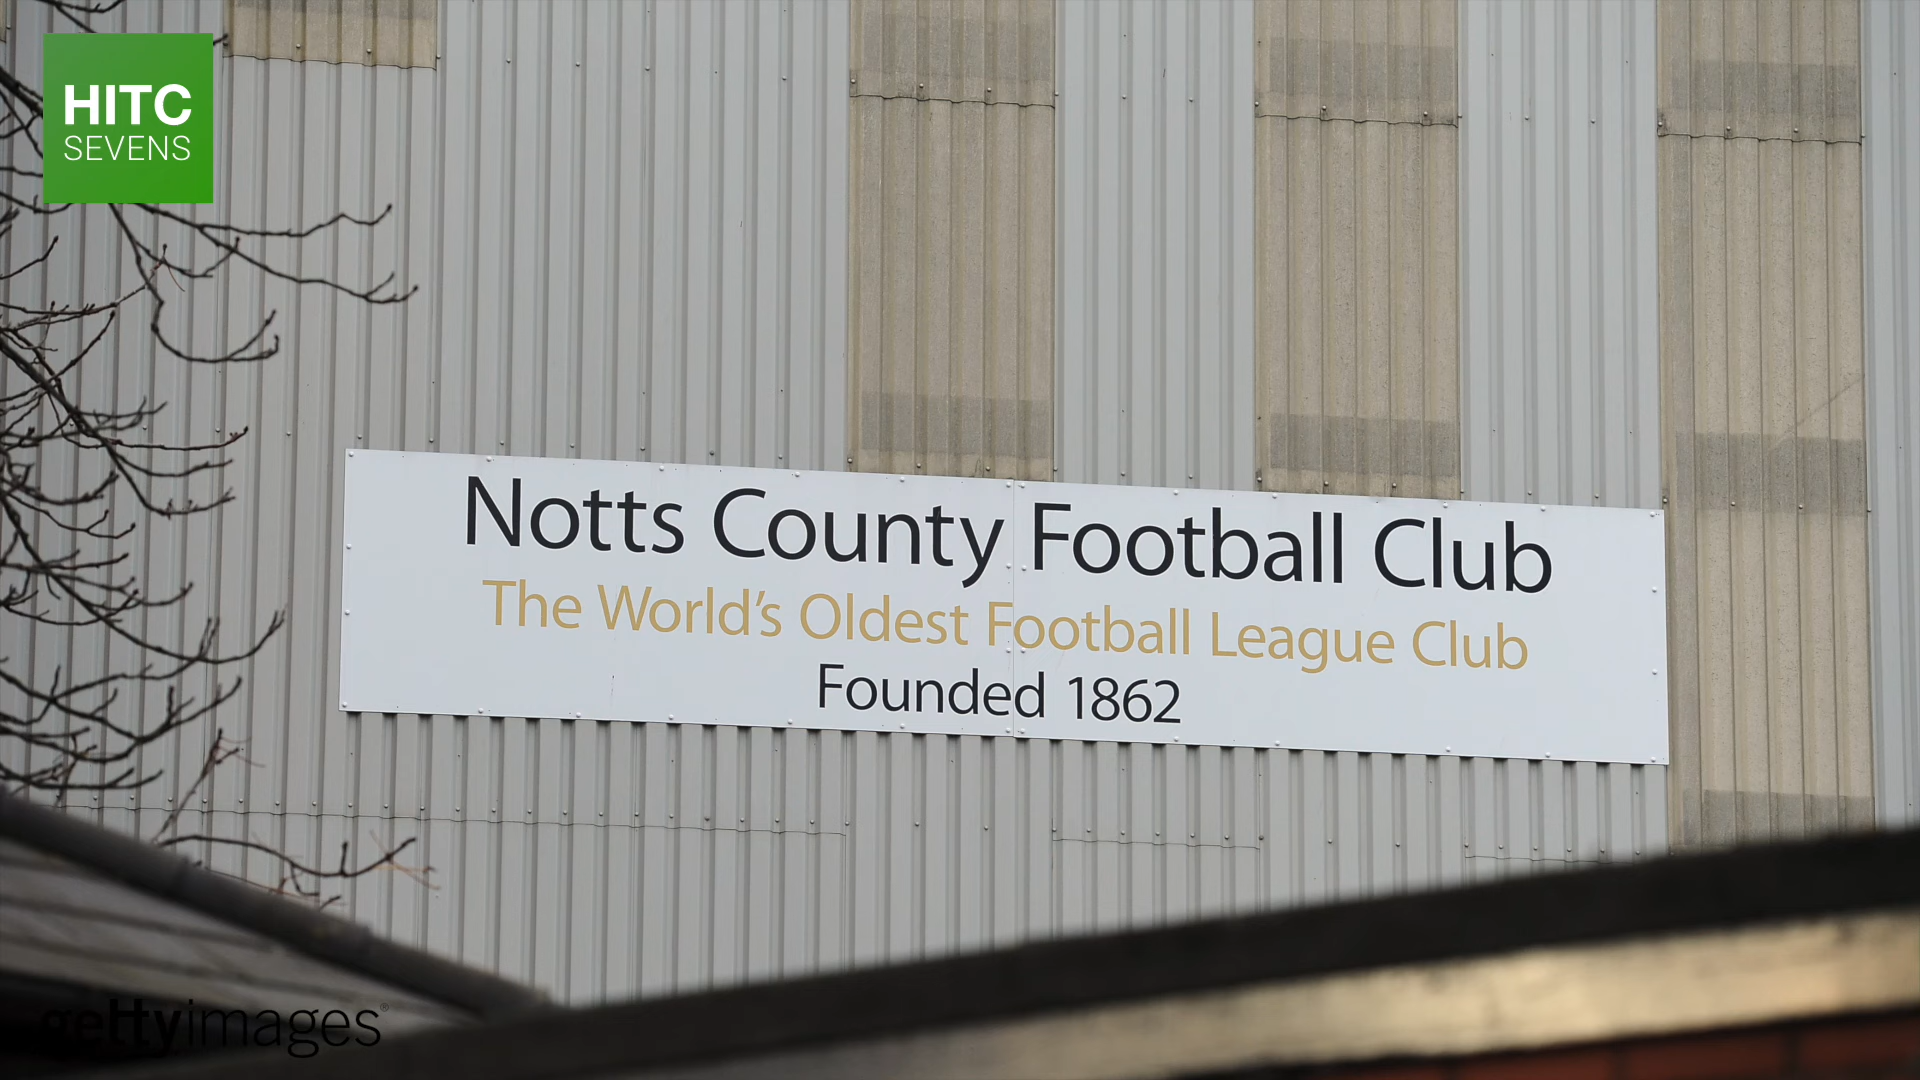 HITC
SEVENS
Notts County Football Club
The World's Oldest Football League Club
Founded 1862
gettyimages®